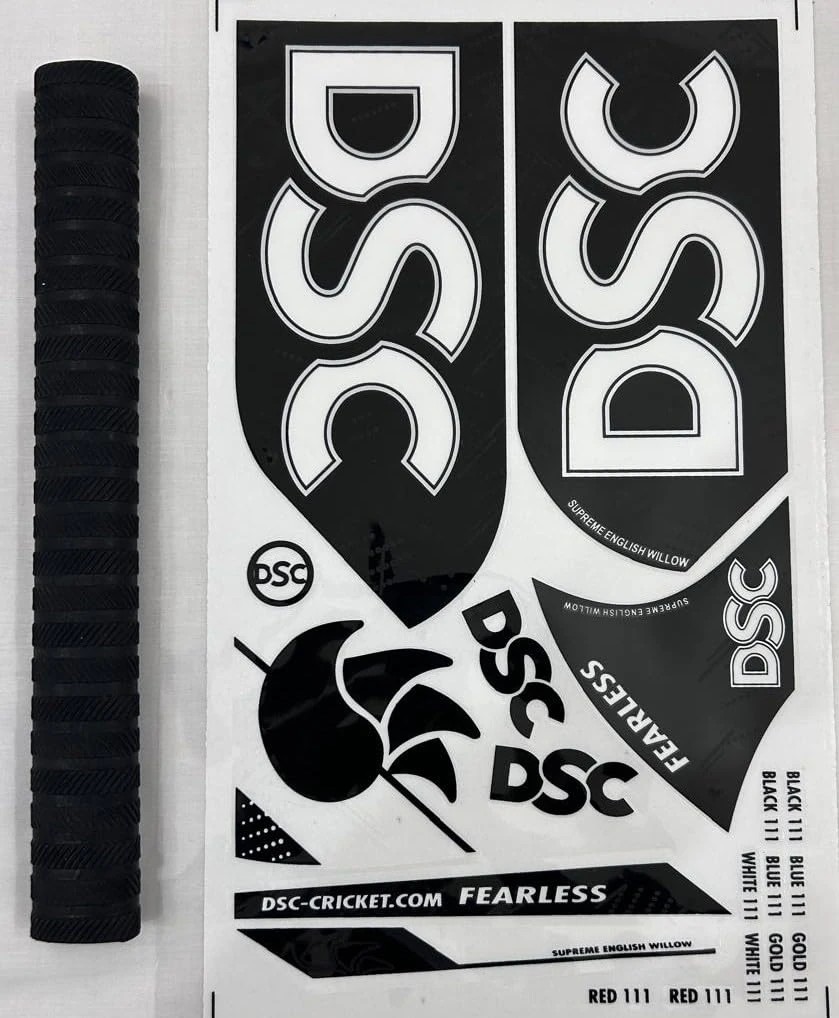 DSC
DSC
SUPREME ENGLISH WILLOW
DSC
SUPREME ENGLISH WILLOW
DSC
FEARLESS
DSC
DSC
DSC-CRICKET.COM FEARLESS
SUPREME ENGLISH WILLOW
BLACK 111 BLUE 111 GOLD 111
BLACK 111 BLUE 111 GOLD 111
WHITE 111 WHITE 111
RED 111 RED 111